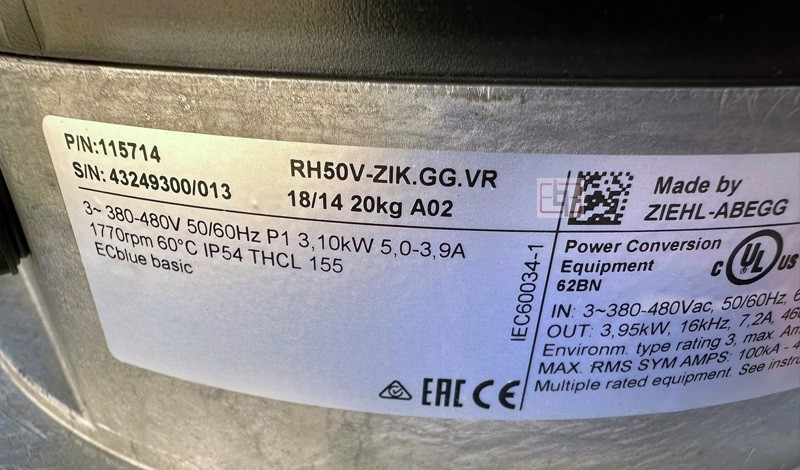 P/N:115714
S/N: 43249300/013
RH50V-ZIK.GG.VR
18/14 20kg A02
3~ 380-480V 50/60Hz P1 3,10kW 5,0-3,9A
1770rpm 60°C IP54 THCL 155
ECblue basic
IEC60034-1
EAC CE
Made by
ZIEHL-ABEGG
Power Conversion
Equipment
62BN
c UL us
IN: 3~380-480Vac, 50/60Hz,
OUT: 3,95kW, 16kHz, 7,2A,
Environm. type rating 3, max.
MAX. RMS SYM AMPS: 100kA -
Multiple rated equipment. See